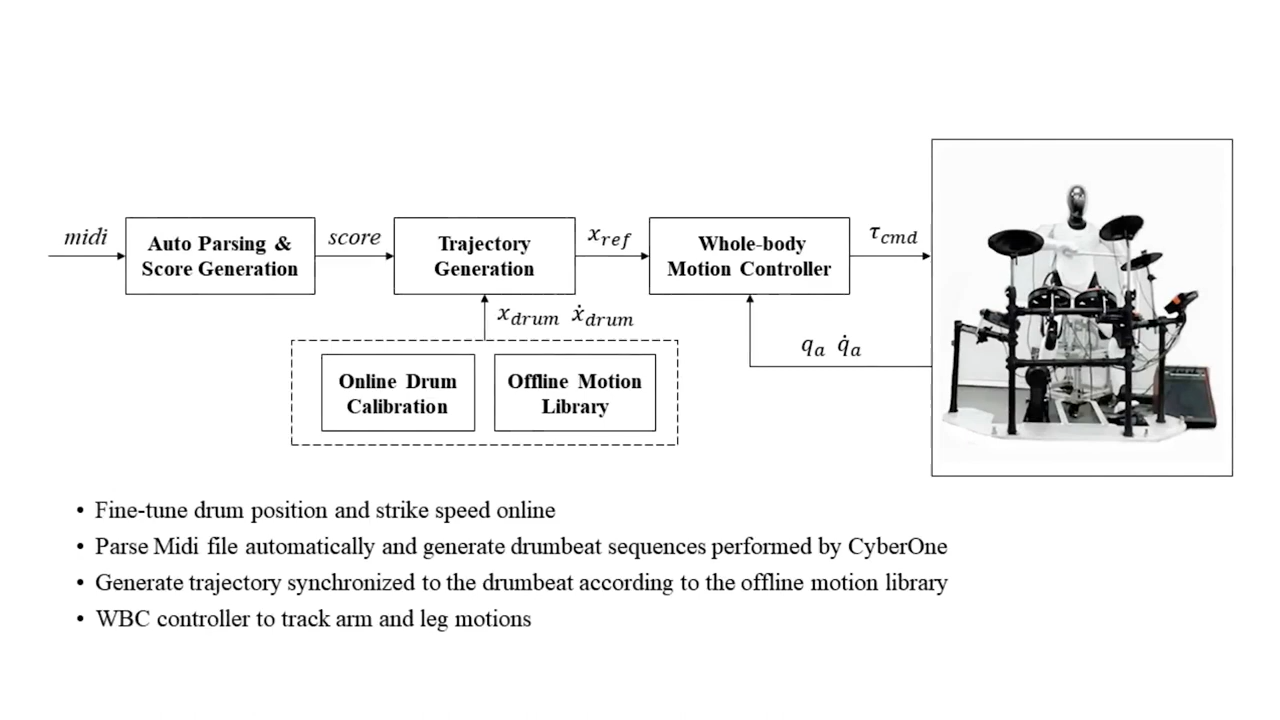 midi
Auto Parsing &
Score Generation
score
Trajectory
Generation
x_ref
Whole-body
Motion Controller
τ_cmd
x_drum ẋ_drum
q_a q̇_a
Online Drum
Calibration
Offline Motion
Library
• Fine-tune drum position and strike speed online
• Parse Midi file automatically and generate drumbeat sequences performed by CyberOne
• Generate trajectory synchronized to the drumbeat according to the offline motion library
• WBC controller to track arm and leg motions